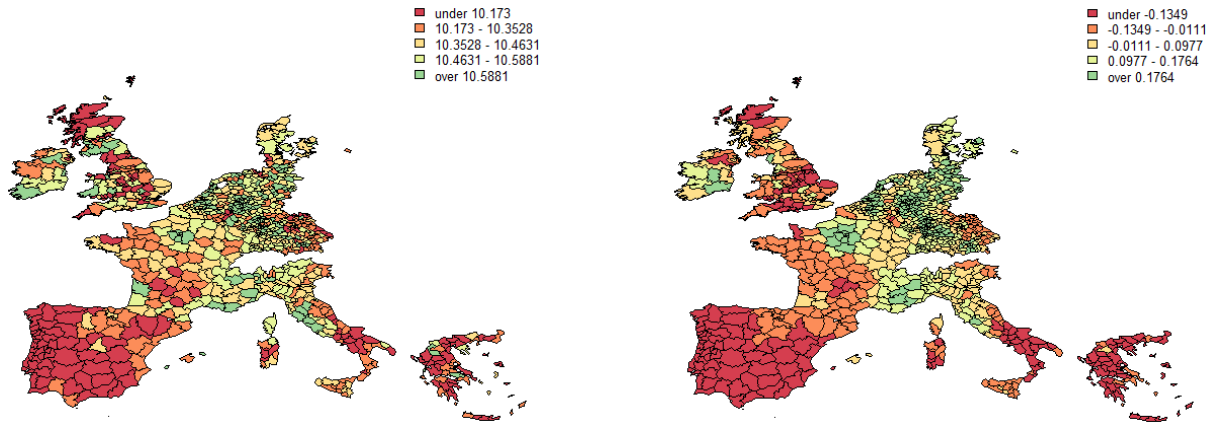 under 10.173
10.173 - 10.3528
10.3528 - 10.4631
10.4631 - 10.5881
over 10.5881
under -0.1349
-0.1349 - -0.0111
-0.0111 - 0.0977
0.0977 - 0.1764
over 0.1764